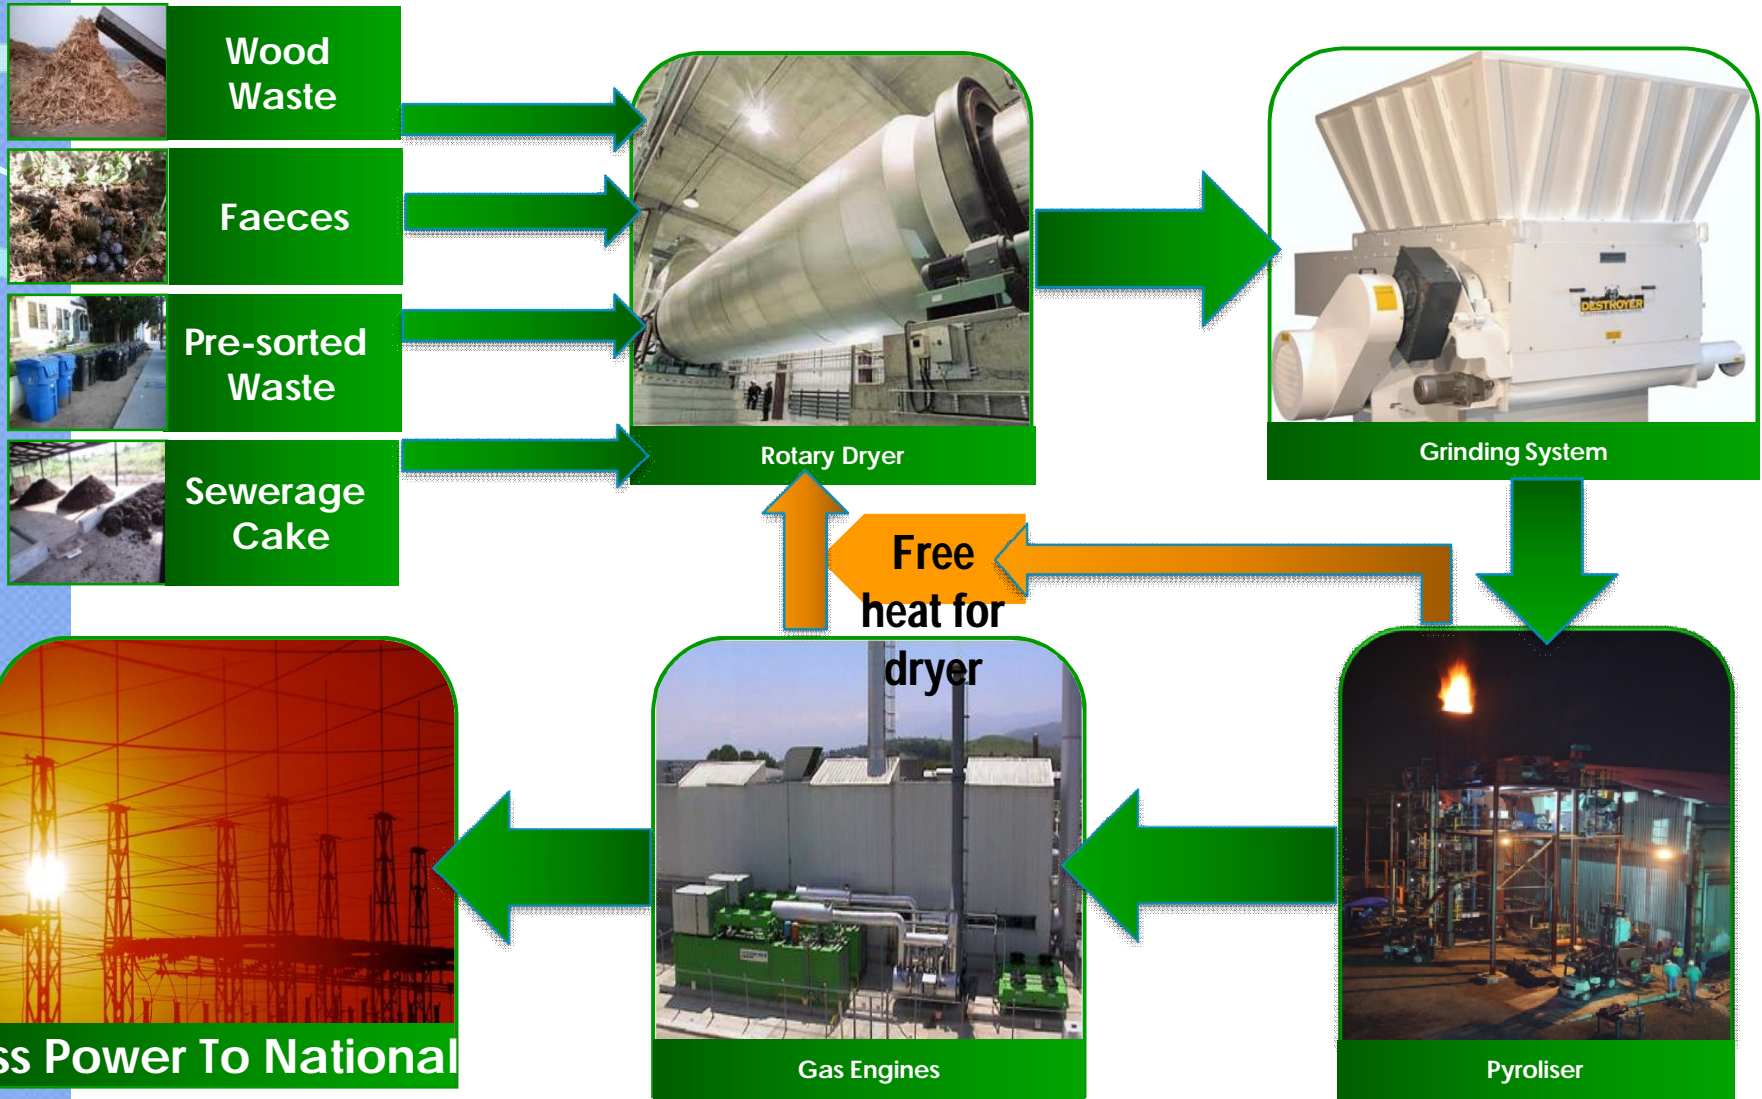 Wood
Waste
Faeces
Pre-sorted
Waste
Sewerage
Cake
Rotary Dryer
DESTROYER
Grinding System
Free
heat for
dryer
ss Power To National
Gas Engines
Pyroliser